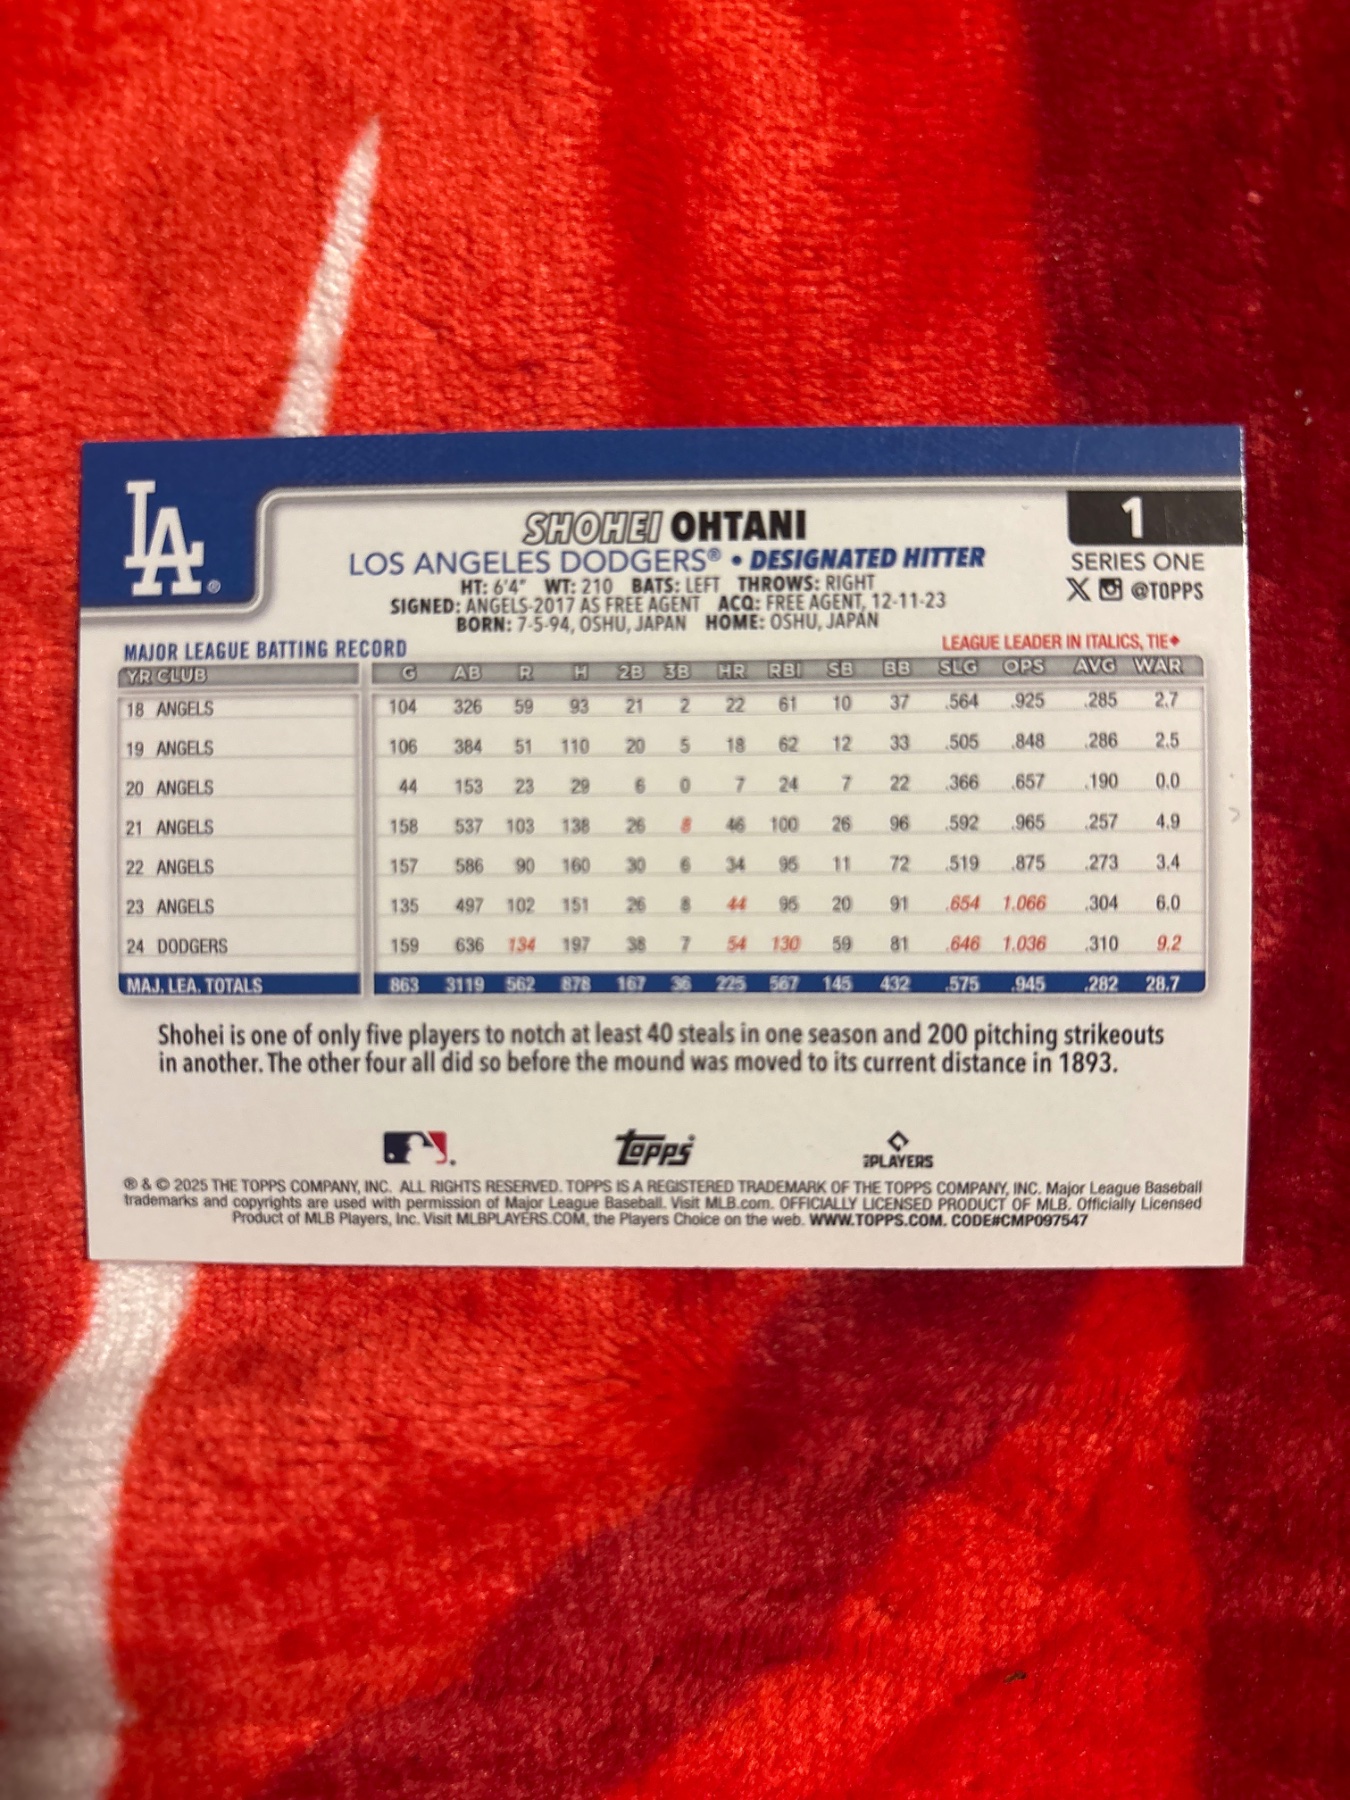 LA®
SHOHEI OHTANI
1
LOS ANGELES DODGERS® • DESIGNATED HITTER
SERIES ONE
HT: 6'4" WT: 210 BATS: LEFT THROWS: RIGHT
@TOPPS
SIGNED: ANGELS-2017 AS FREE AGENT ACQ: FREE AGENT, 12-11-23
BORN: 7-5-94, OSHU, JAPAN HOME: OSHU, JAPAN
MAJOR LEAGUE BATTING RECORD LEAGUE LEADER IN ITALICS, TIE♦
YR CLUB G AB R H 2B 3B HR RBI SB BB SLG OPS AVG WAR
18 ANGELS 104 326 59 93 21 2 22 61 10 37 .564 .925 .285 2.7
19 ANGELS 106 384 51 110 20 5 18 62 12 33 .505 .848 .286 2.5
20 ANGELS 44 153 23 29 6 0 7 24 7 22 .366 .657 .190 0.0
21 ANGELS 158 537 103 138 26 8 46 100 26 96 .592 .965 .257 4.9
22 ANGELS 157 586 90 160 30 6 34 95 11 72 .519 .875 .273 3.4
23 ANGELS 135 497 102 151 26 8 44 95 20 91 .654 1.066 .304 6.0
24 DODGERS 159 636 134 197 38 7 54 130 59 81 .646 1.036 .310 9.2
MAJ. LEA. TOTALS 863 3119 562 878 167 36 225 567 145 432 .575 .945 .282 28.7
Shohei is one of only five players to notch at least 40 steals in one season and 200 pitching strikeouts
in another. The other four all did so before the mound was moved to its current distance in 1893.
topps
PLAYERS
® & © 2025 THE TOPPS COMPANY, INC. ALL RIGHTS RESERVED. TOPPS IS A REGISTERED TRADEMARK OF THE TOPPS COMPANY, INC. Major League Baseball
trademarks and copyrights are used with permission of Major League Baseball. Visit MLB.com. OFFICIALLY LICENSED PRODUCT OF MLB. Officially Licensed
Product of MLB Players, Inc. Visit MLBPLAYERS.COM, the Players Choice on the web. WWW.TOPPS.COM. CODE#CMP097547